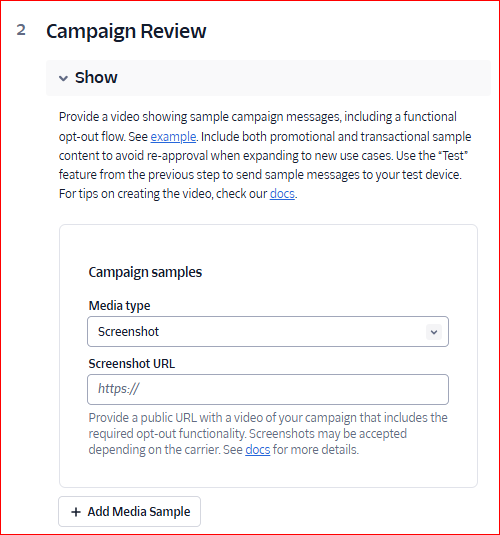 2 Campaign Review
Show
Provide a video showing sample campaign messages, including a functional
opt-out flow. See example. Include both promotional and transactional sample
content to avoid re-approval when expanding to new use cases. Use the “Test”
feature from the previous step to send sample messages to your test device.
For tips on creating the video, check our docs.
Campaign samples
Media type
Screenshot
Screenshot URL
https://
Provide a public URL with a video of your campaign that includes the
required opt-out functionality. Screenshots may be accepted
depending on the carrier. See docs for more details.
+ Add Media Sample